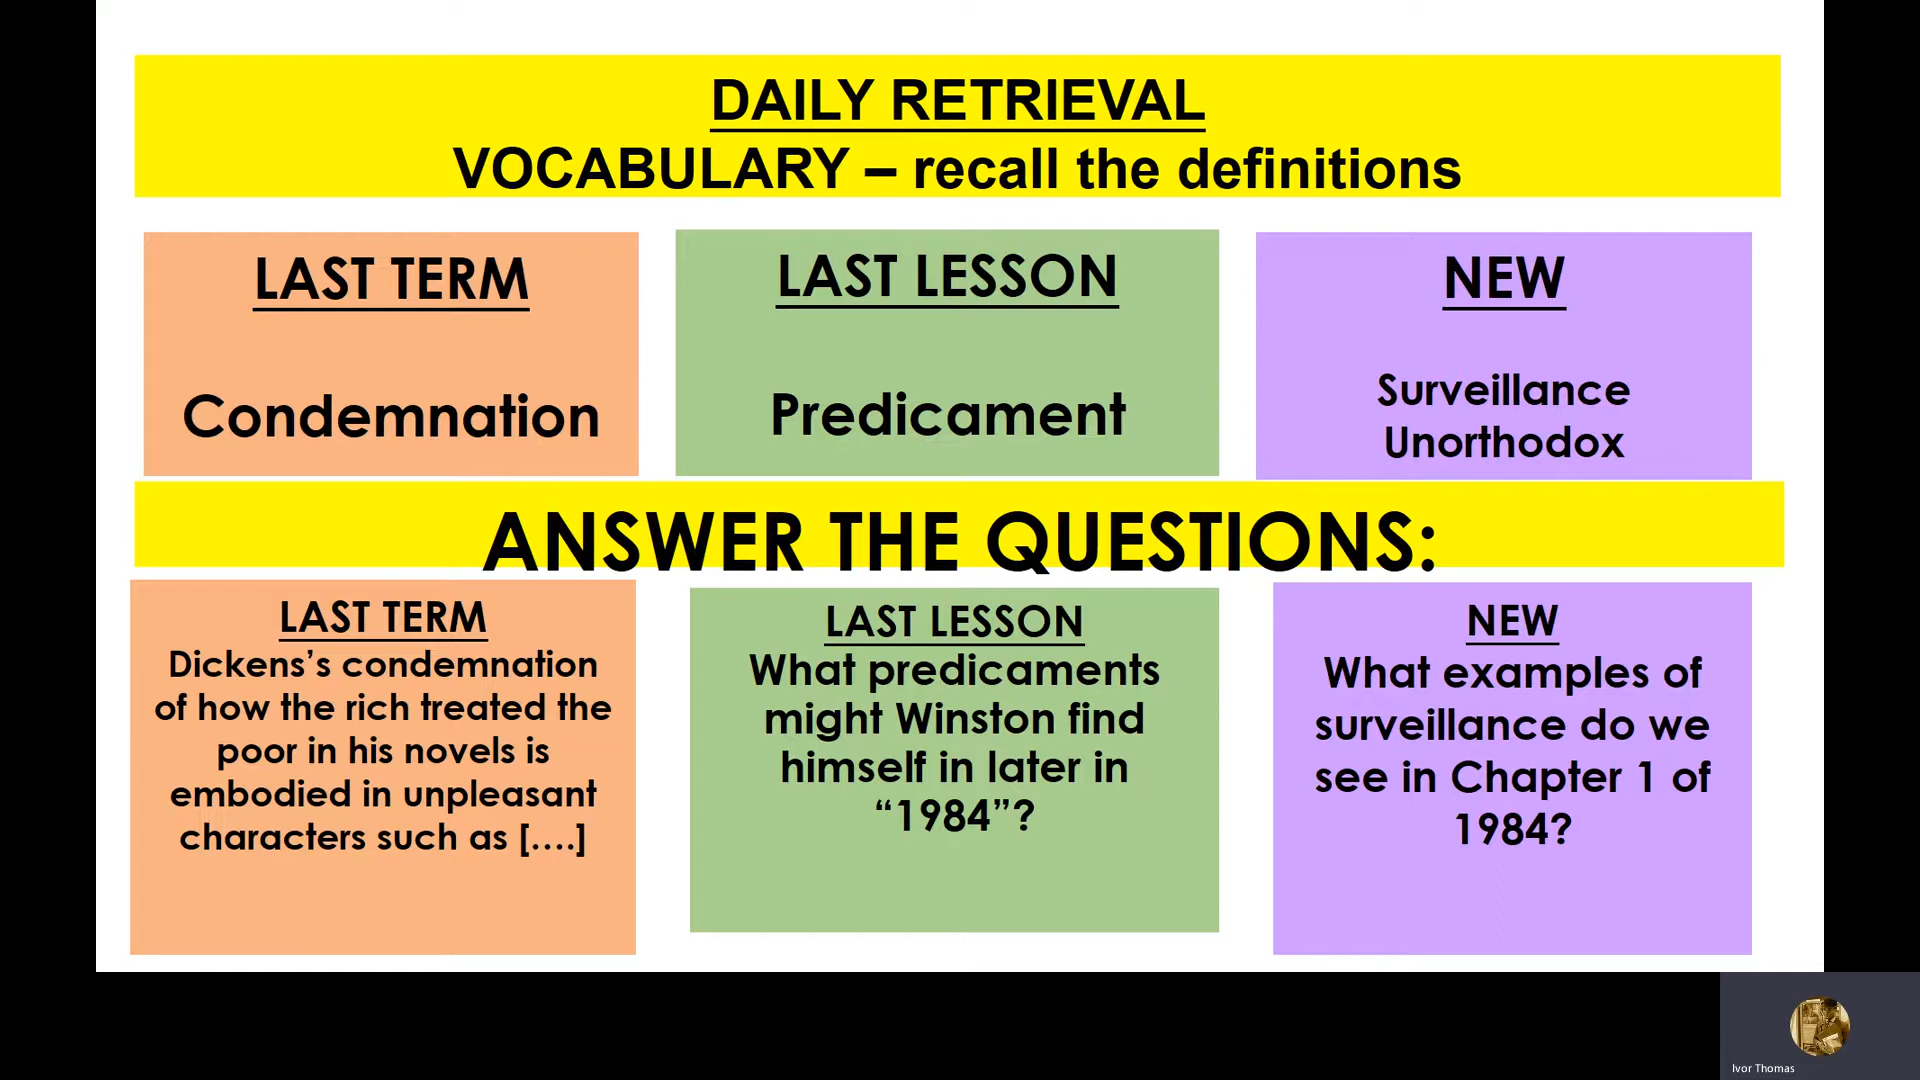 DAILY RETRIEVAL
VOCABULARY – recall the definitions
LAST TERM
Condemnation
LAST LESSON
Predicament
NEW
Surveillance
Unorthodox
ANSWER THE QUESTIONS:
LAST TERM
Dickens’s condemnation
of how the rich treated the
poor in his novels is
embodied in unpleasant
characters such as [….]
LAST LESSON
What predicaments
might Winston find
himself in later in
“1984”?
NEW
What examples of
surveillance do we
see in Chapter 1 of
1984?
Ivor Thomas